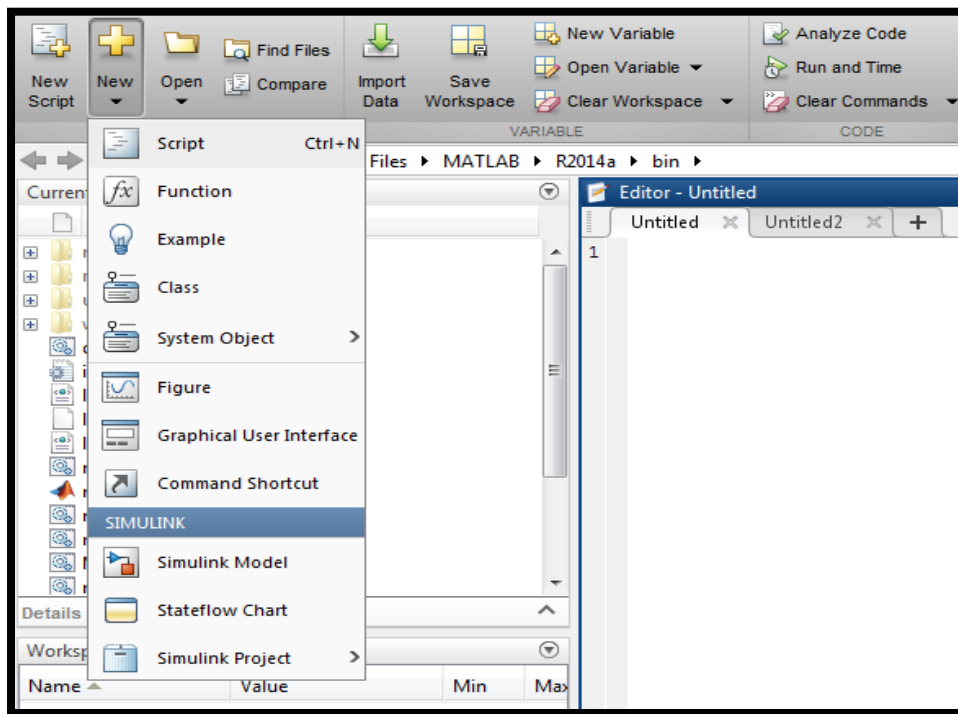 New Script
New
Open
Find Files
Compare
Import Data
Save Workspace
New Variable
Open Variable
Clear Workspace
Analyze Code
Run and Time
Clear Commands
VARIABLE
CODE
Files ▸ MATLAB ▸ R2014a ▸ bin ▸
Script Ctrl+N
Function
Example
Class
System Object
Figure
Graphical User Interface
Command Shortcut
SIMULINK
Simulink Model
Stateflow Chart
Simulink Project
Details
Name
Value
Min
Editor - Untitled
Untitled
Untitled2
+
1